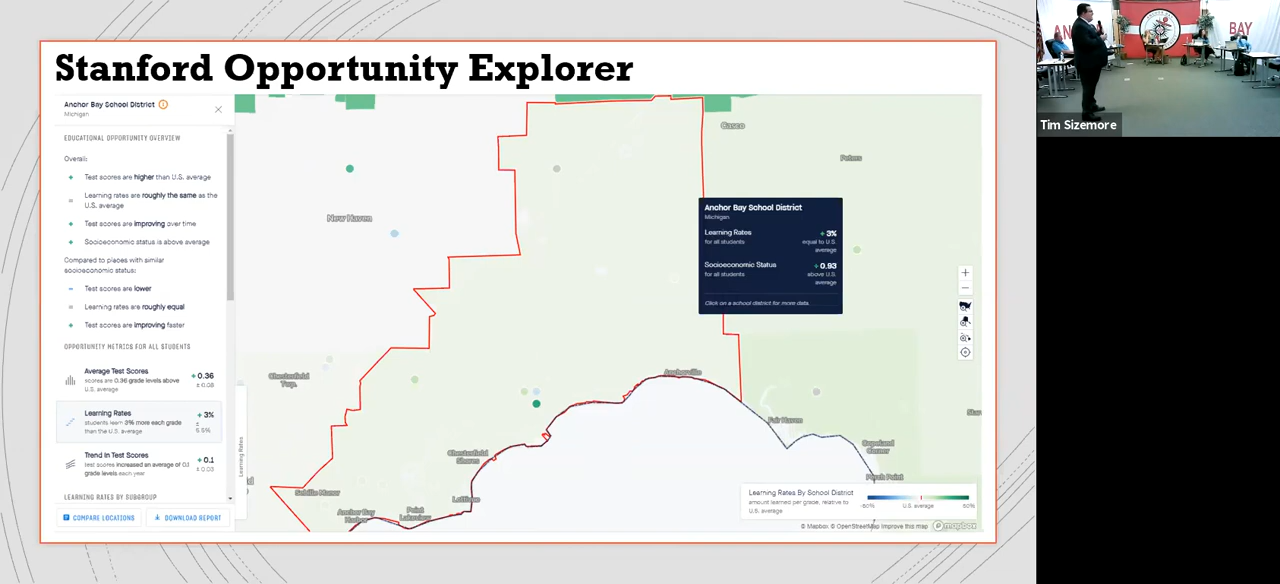 Stanford Opportunity Explorer
Anchor Bay School District
Michigan
EDUCATIONAL OPPORTUNITY OVERVIEW
Overall:
Test scores are higher than U.S. average
Learning rates are roughly the same as the
U.S. average
Test scores are improving over time
Socioeconomic status is above average
Compared to places with similar
socioeconomic status:
Test scores are lower
Learning rates are roughly equal
Test scores are improving faster
OPPORTUNITY METRICS FOR ALL STUDENTS
Average Test Scores
scores are 0.36 grade levels above
U.S. average
+ 0.36
Learning Rates
students learn 3% more each grade
than the U.S. average
+ 3%
±
5.5%
Trend In Test Scores
test scores increased an average of 0.1
grade levels each year
+ 0.1
± 0.03
LEARNING RATES BY SUBGROUP
COMPARE LOCATIONS
DOWNLOAD REPORT
Learning Rates
Casco
Peters
New Haven
Anchor Bay School District
Michigan
Learning Rates
for all students
+ 3%
equal to U.S.
average
Socioeconomic Status
for all students
+ 0.93
above U.S.
average
Click on a school district for more data.
Chesterfield
Twp.
Anchorville
Fair Haven
Copeland
Corner
Perch Point
Chesterfield
Shores
Lottivue
Sebille Manor
Anchor Bay
Harbor
Point
Lakeview
Learning Rates By School District
amount learned per grade, relative to
U.S. average
-50%
U.S. average
50%
© Mapbox © OpenStreetMap Improve this map
mapbox
BAY
Tim Sizemore